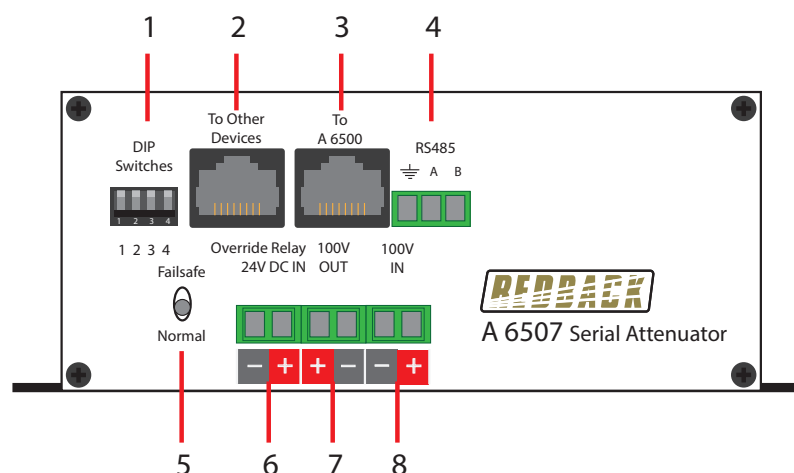 1 2 3 4
To Other
Devices
To
A 6500
RS485
A B
DIP
Switches
1 2 3 4
1 2 3 4
Override Relay
24V DC IN
100V
OUT
100V
IN
Failsafe
Normal
REDBACK
A 6507 Serial Attenuator
− + + − − +
5 6 7 8